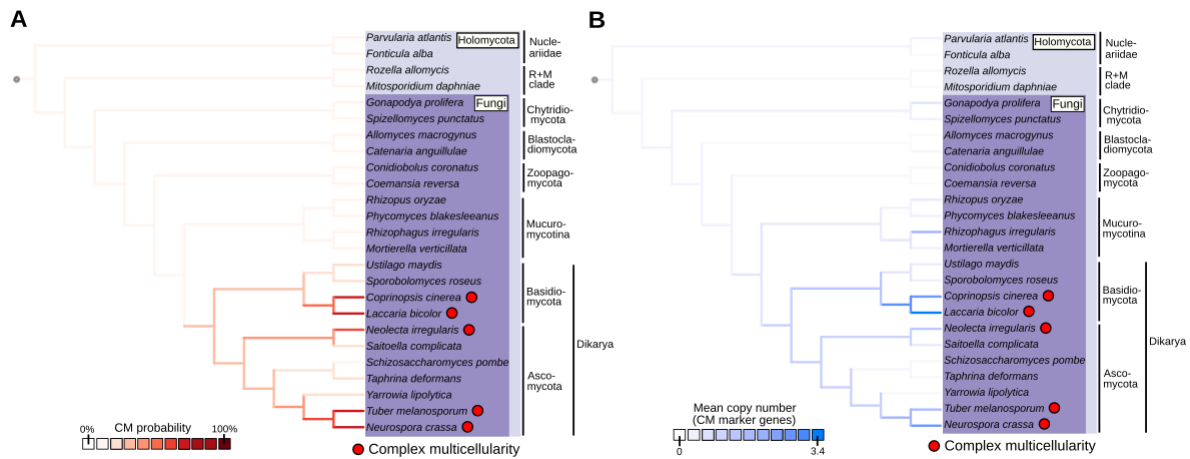 A
Parvularia atlantis
Holomycota
Fonticula alba
Nucle-
ariidae
Rozella allomycis
Mitosporidium daphniae
R+M
clade
Gonapodya prolifera
Fungi
Spizellomyces punctatus
Chytridio-
mycota
Allomyces macrogynus
Catenaria anguillulae
Blastocla-
diomycota
Conidiobolus coronatus
Coemansia reversa
Zoopago-
mycota
Rhizopus oryzae
Phycomyces blakesleeanus
Rhizophagus irregularis
Mortierella verticillata
Mucuro-
mycotina
Ustilago maydis
Sporobolomyces roseus
Coprinopsis cinerea
Laccaria bicolor
Basidio-
mycota
Neolecta irregularis
Saitoella complicata
Schizosaccharomyces pombe
Taphrina deformans
Yarrowia lipolytica
Tuber melanosporum
Neurospora crassa
Asco-
mycota
Dikarya
0%
CM probability
100%
Complex multicellularity
B
Parvularia atlantis
Holomycota
Fonticula alba
Nucle-
ariidae
Rozella allomycis
Mitosporidium daphniae
R+M
clade
Gonapodya prolifera
Fungi
Spizellomyces punctatus
Chytridio-
mycota
Allomyces macrogynus
Catenaria anguillulae
Blastocla-
diomycota
Conidiobolus coronatus
Coemansia reversa
Zoopago-
mycota
Rhizopus oryzae
Phycomyces blakesleeanus
Rhizophagus irregularis
Mortierella verticillata
Mucuro-
mycotina
Ustilago maydis
Sporobolomyces roseus
Coprinopsis cinerea
Laccaria bicolor
Basidio-
mycota
Neolecta irregularis
Saitoella complicata
Schizosaccharomyces pombe
Taphrina deformans
Yarrowia lipolytica
Tuber melanosporum
Neurospora crassa
Asco-
mycota
Dikarya
Mean copy number
(CM marker genes)
0
3.4
Complex multicellularity